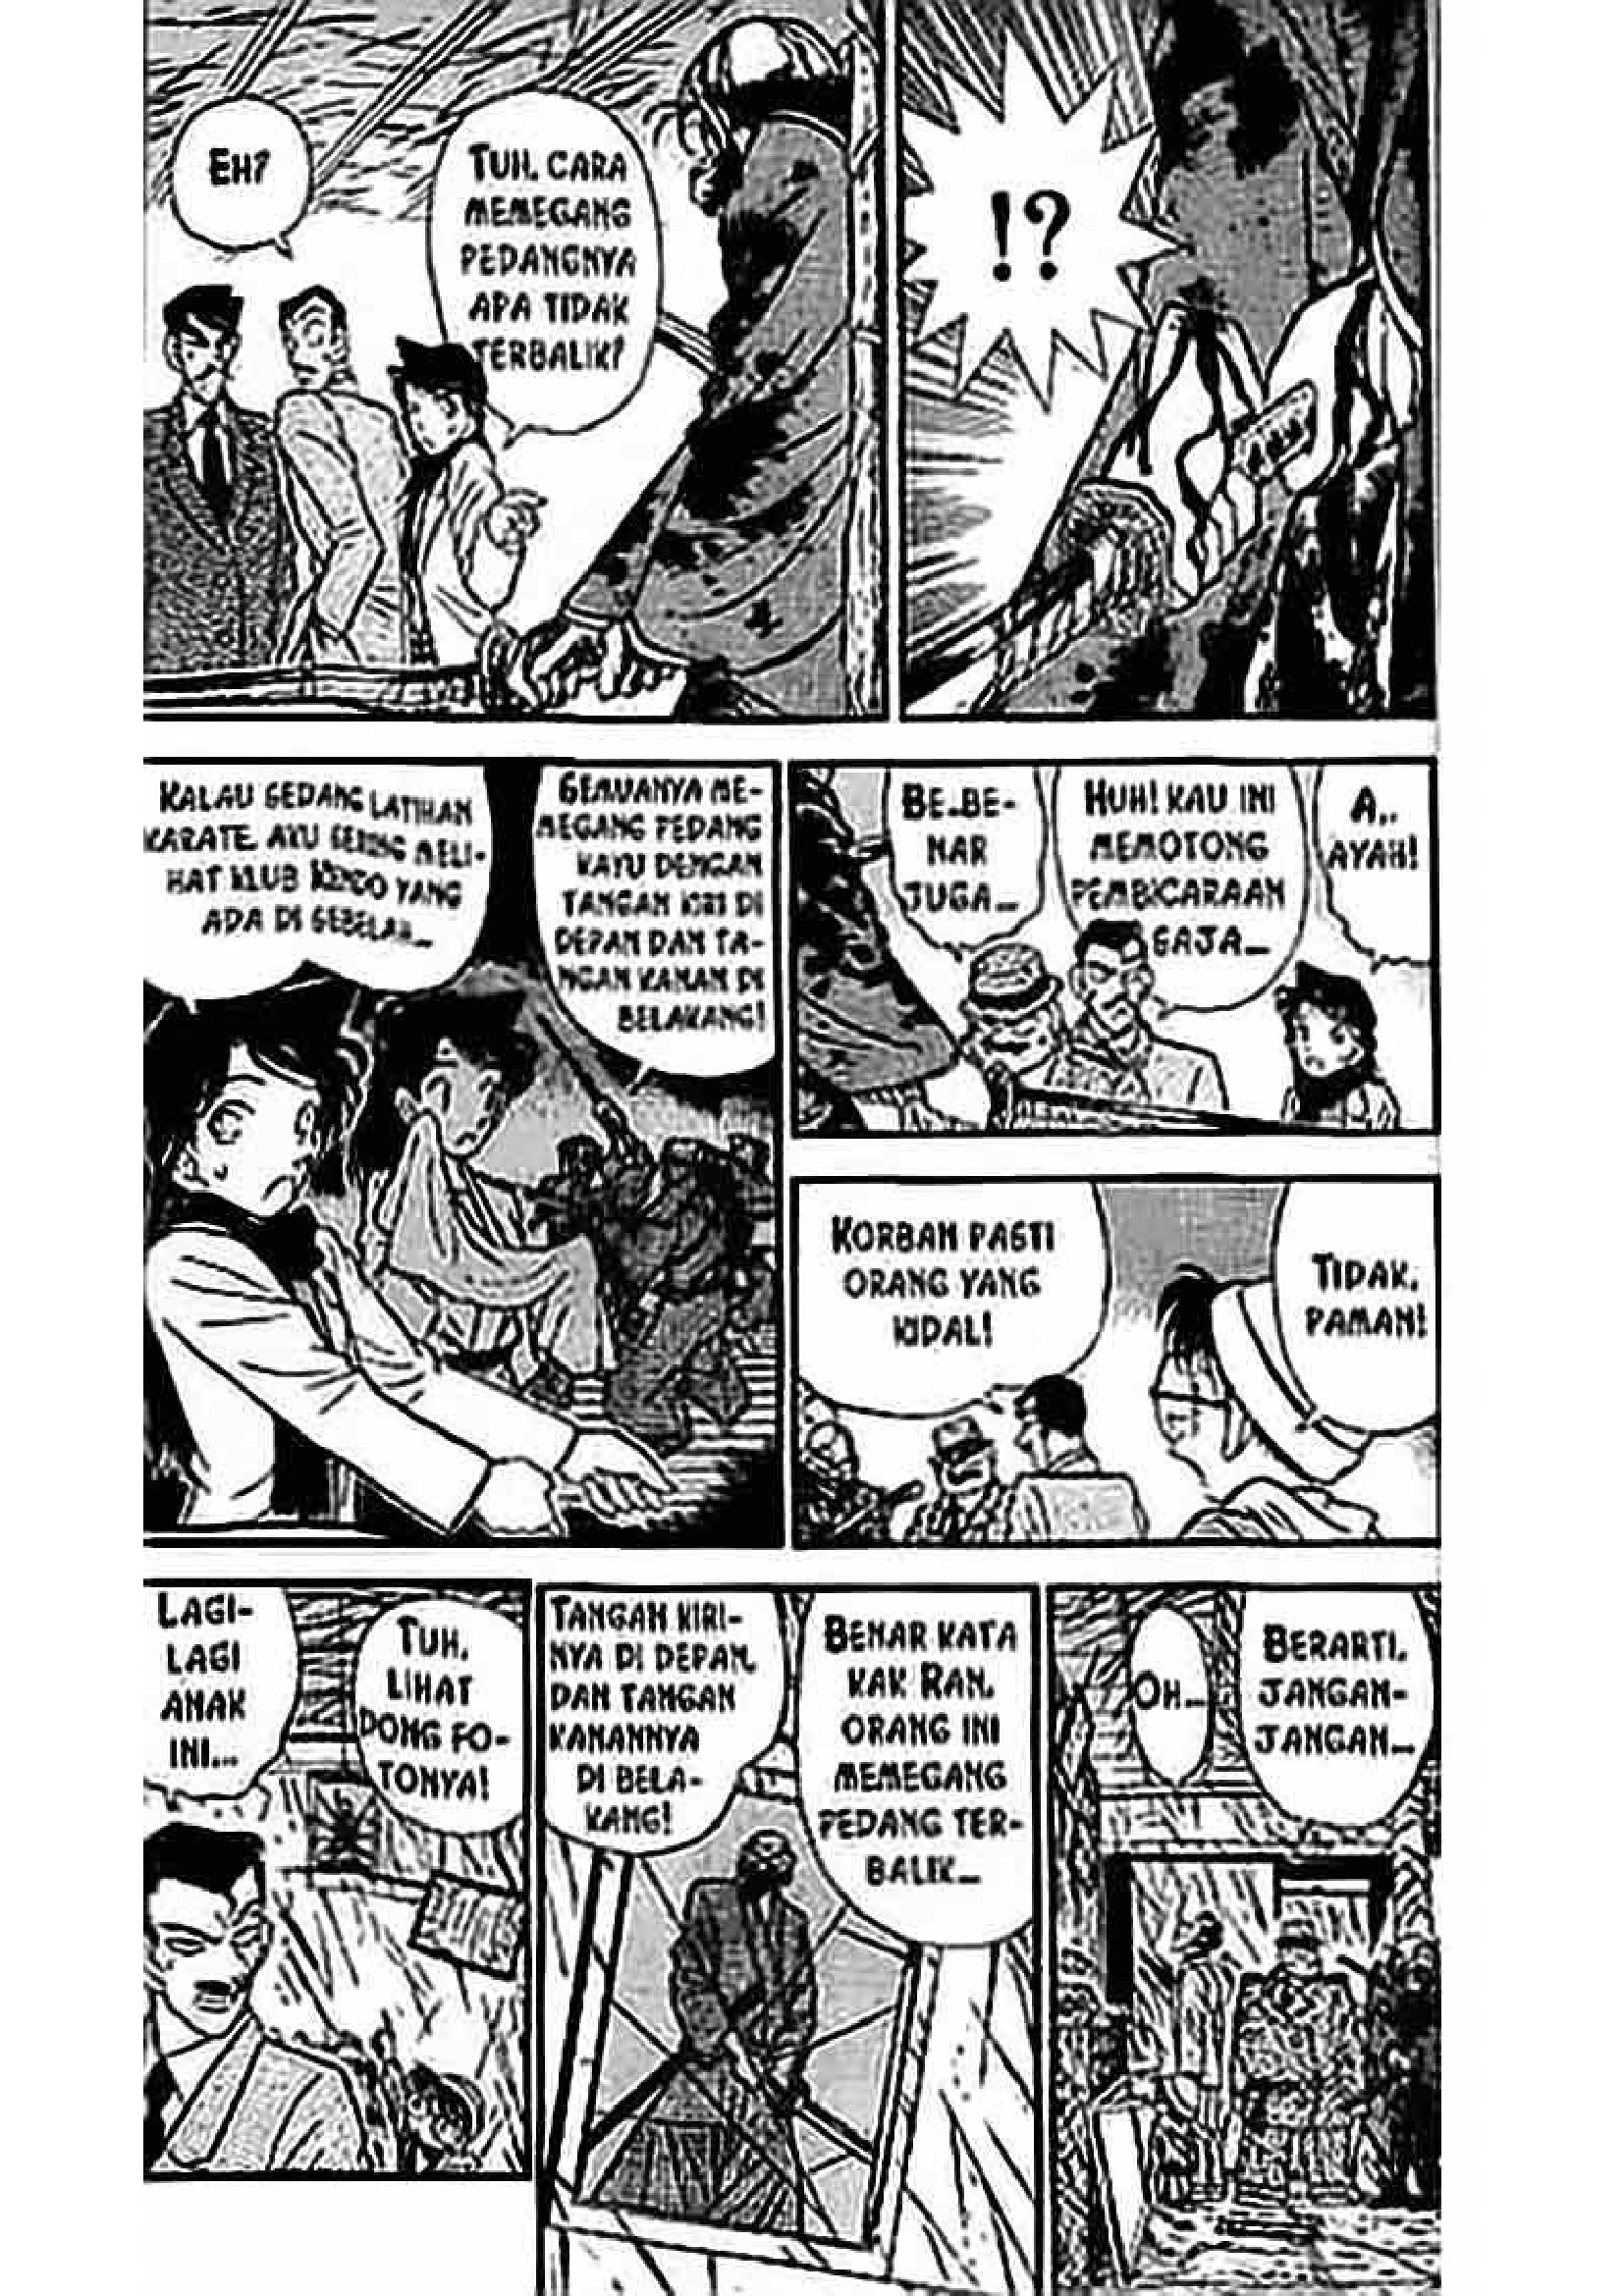 EH?
TUH, CARA
MEMEGANG
PEDANGNYA
APA TIDAK
TERBALIK?
!?
KALAU SEDANG LATIHAN
KARATE, AKU SERING MELI-
HAT KLUB KENDO YANG
ADA DI SEBELAH...
SEMUANYA ME-
MEGANG PEDANG
KAYU DENGAN
TANGAN KIRI DI
DEPAN DAN TA-
NGAN KANAN DI
BELAKANG!
BE..BE-
NAR
JUGA...
HUH! KAU INI
MEMOTONG
PEMBICARAAN
SAJA...
A..
AYAH!
KORBAN PASTI
ORANG YANG
KIDAL!
TIDAK,
PAMAN!
LAGI-
LAGI
ANAK
INI...
TUH,
LIHAT
DONG FO-
TONYA!
TANGAN KIRI-
NYA DI DEPAN,
DAN TANGAN
KANANNYA
DI BELA-
KANG!
BENAR KATA
KAK RAN,
ORANG INI
MEMEGANG
PEDANG TER-
BALIK...
OH...
BERARTI,
JANGAN-
JANGAN...